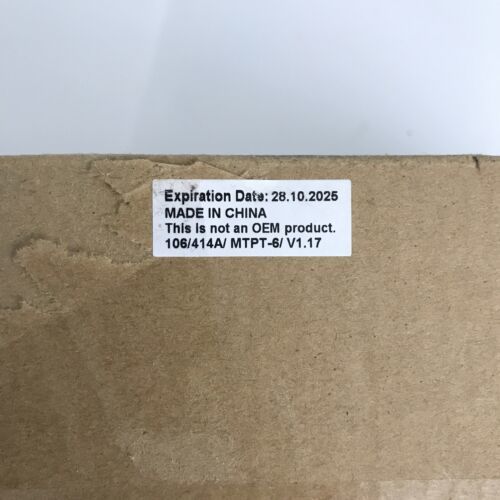 Expiration Date: 28.10.2025
MADE IN CHINA
This is not an OEM product.
106/414A/ MTPT-6/ V1.17